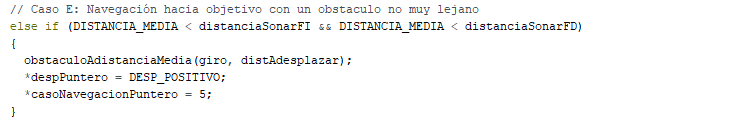 // Caso E: Navegación hacia objetivo con un obstaculo no muy lejano
else if (DISTANCIA_MEDIA < distanciaSonarFI && DISTANCIA_MEDIA < distanciaSonarFD)
{
obstaculoAdistanciaMedia(giro, distAdesplazar);
*despPuntero = DESP_POSITIVO;
*casoNavegacionPuntero = 5;
}